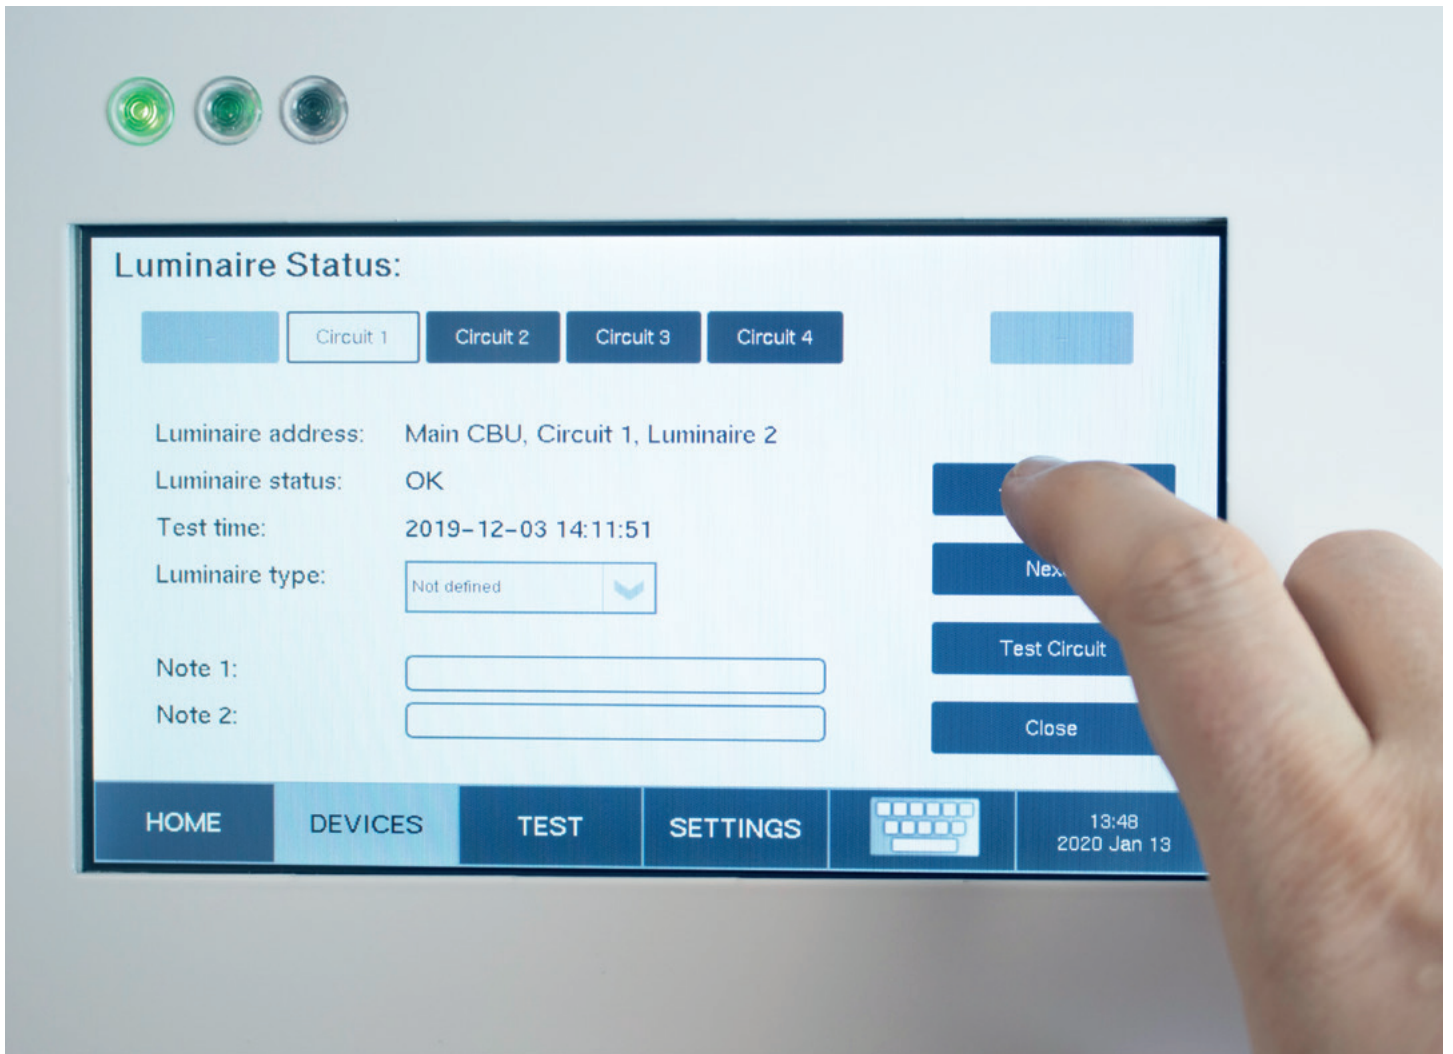 Luminaire Status:
Circuit 1 Circuit 2 Circuit 3 Circuit 4
Luminaire address: Main CBU, Circuit 1, Luminaire 2
Luminaire status: OK
Test time: 2019-12-03 14:11:51
Luminaire type: Not defined
Test Circuit
Note 1:
Note 2:
Close
HOME DEVICES TEST SETTINGS
13:48
2020 Jan 13